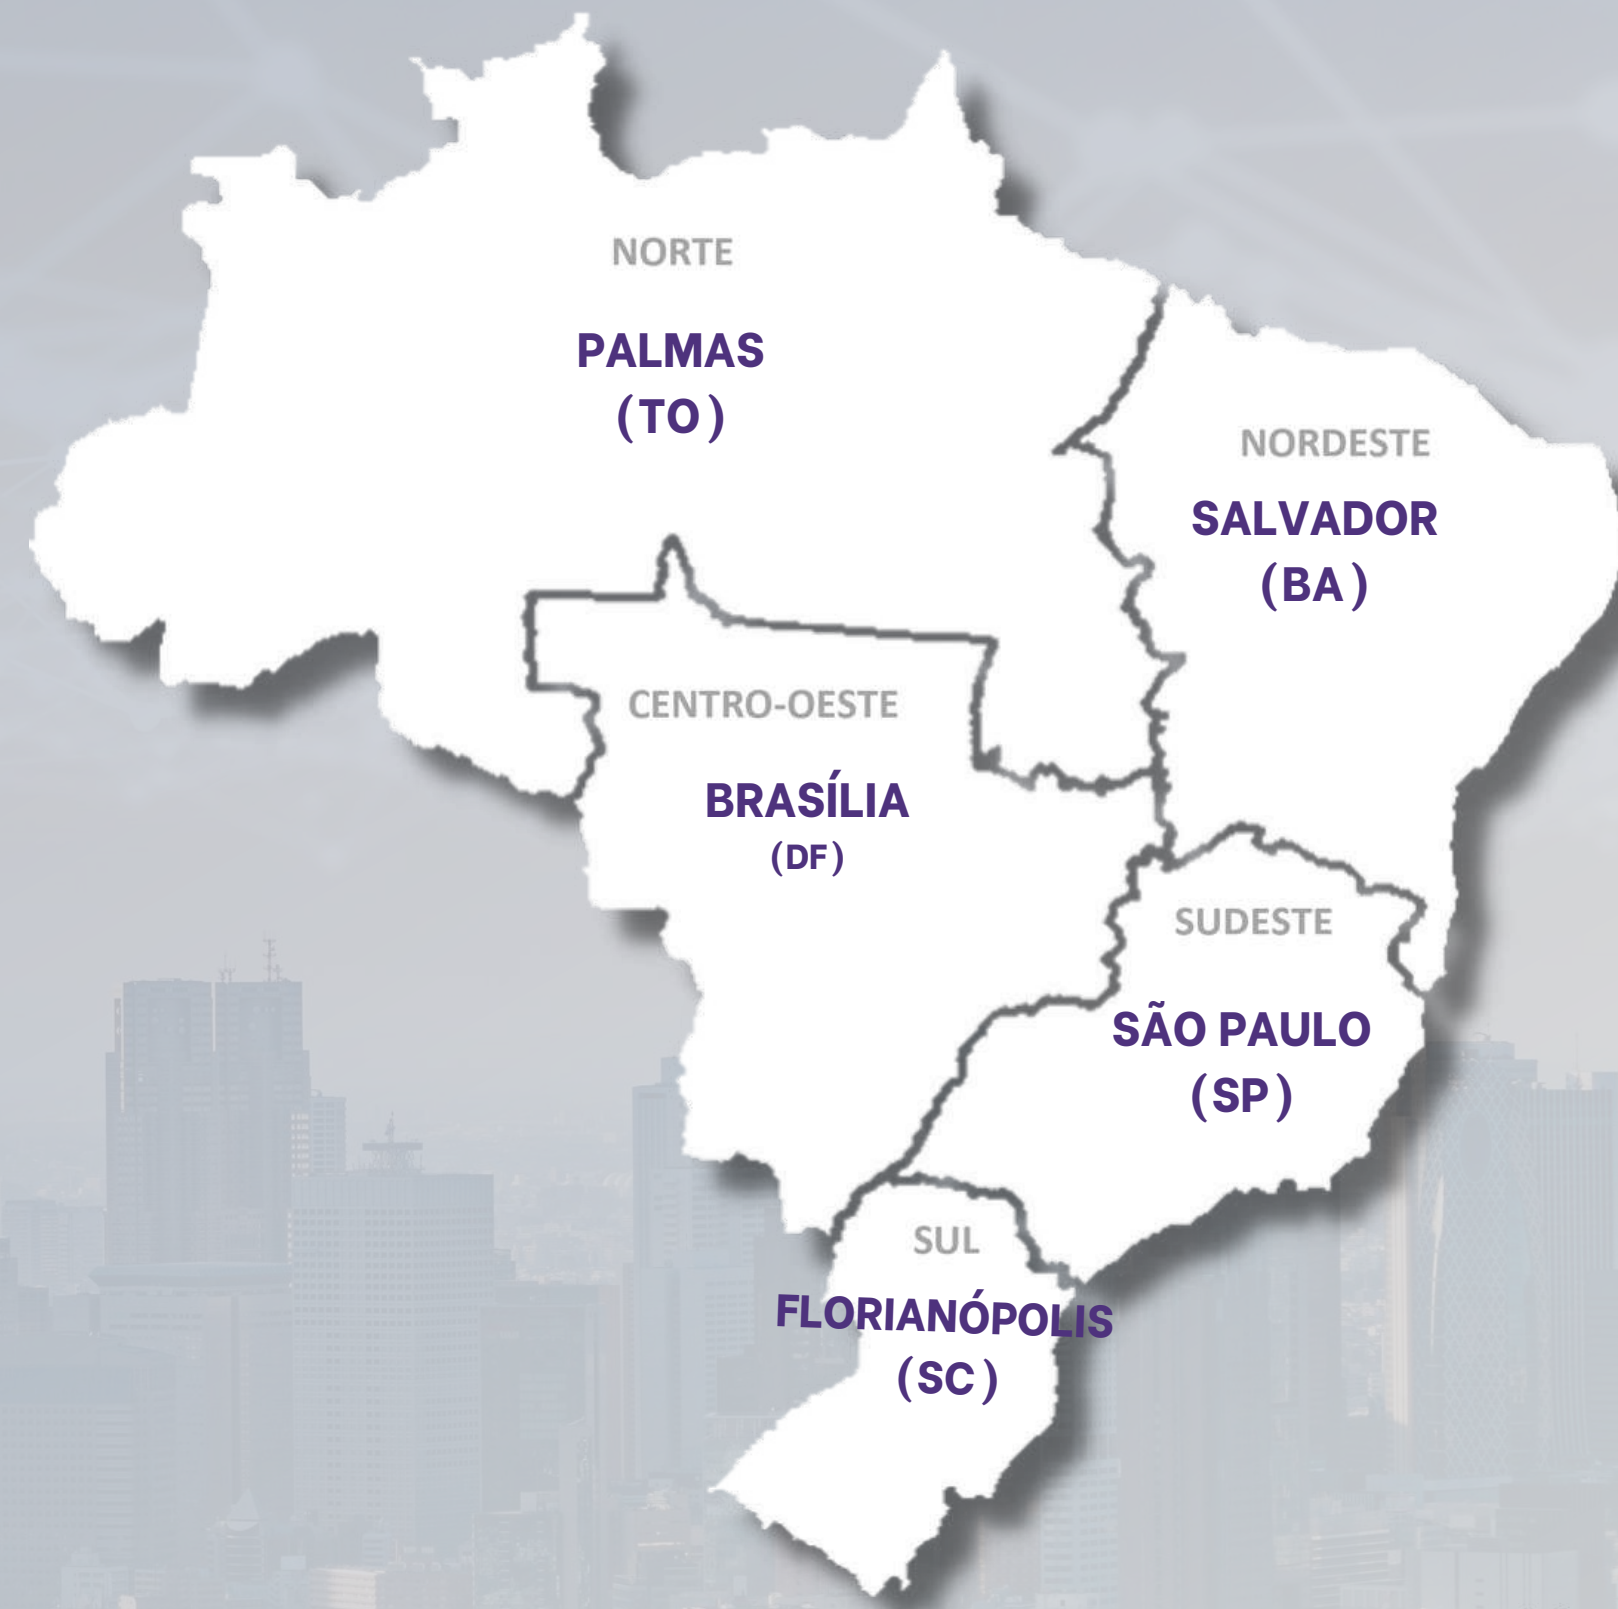 NORTE
PALMAS
(TO)
NORDESTE
SALVADOR
(BA)
CENTRO-OESTE
BRASÍLIA
(DF)
SUDESTE
SÃO PAULO
(SP)
SUL
FLORIANÓPOLIS
(SC)